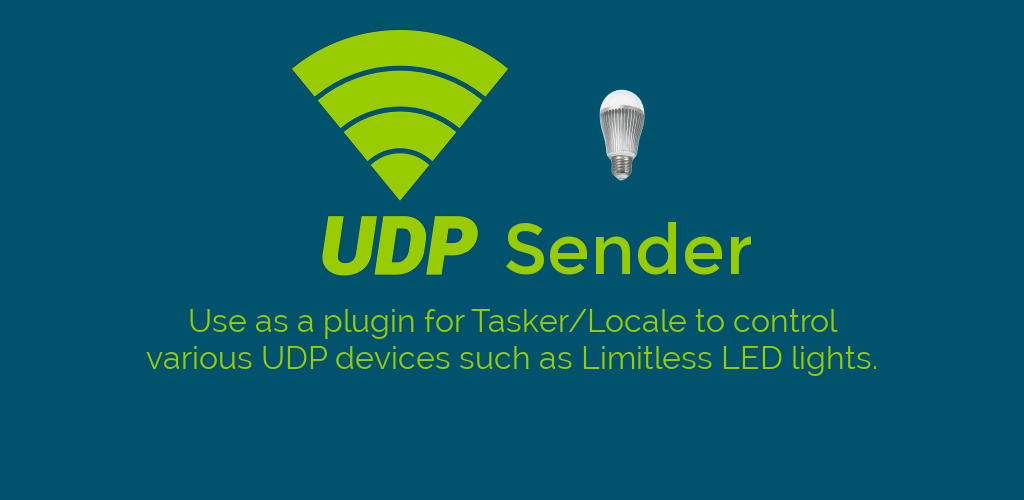 UDP Sender
Use as a plugin for Tasker/Locale to control
various UDP devices such as Limitless LED lights.